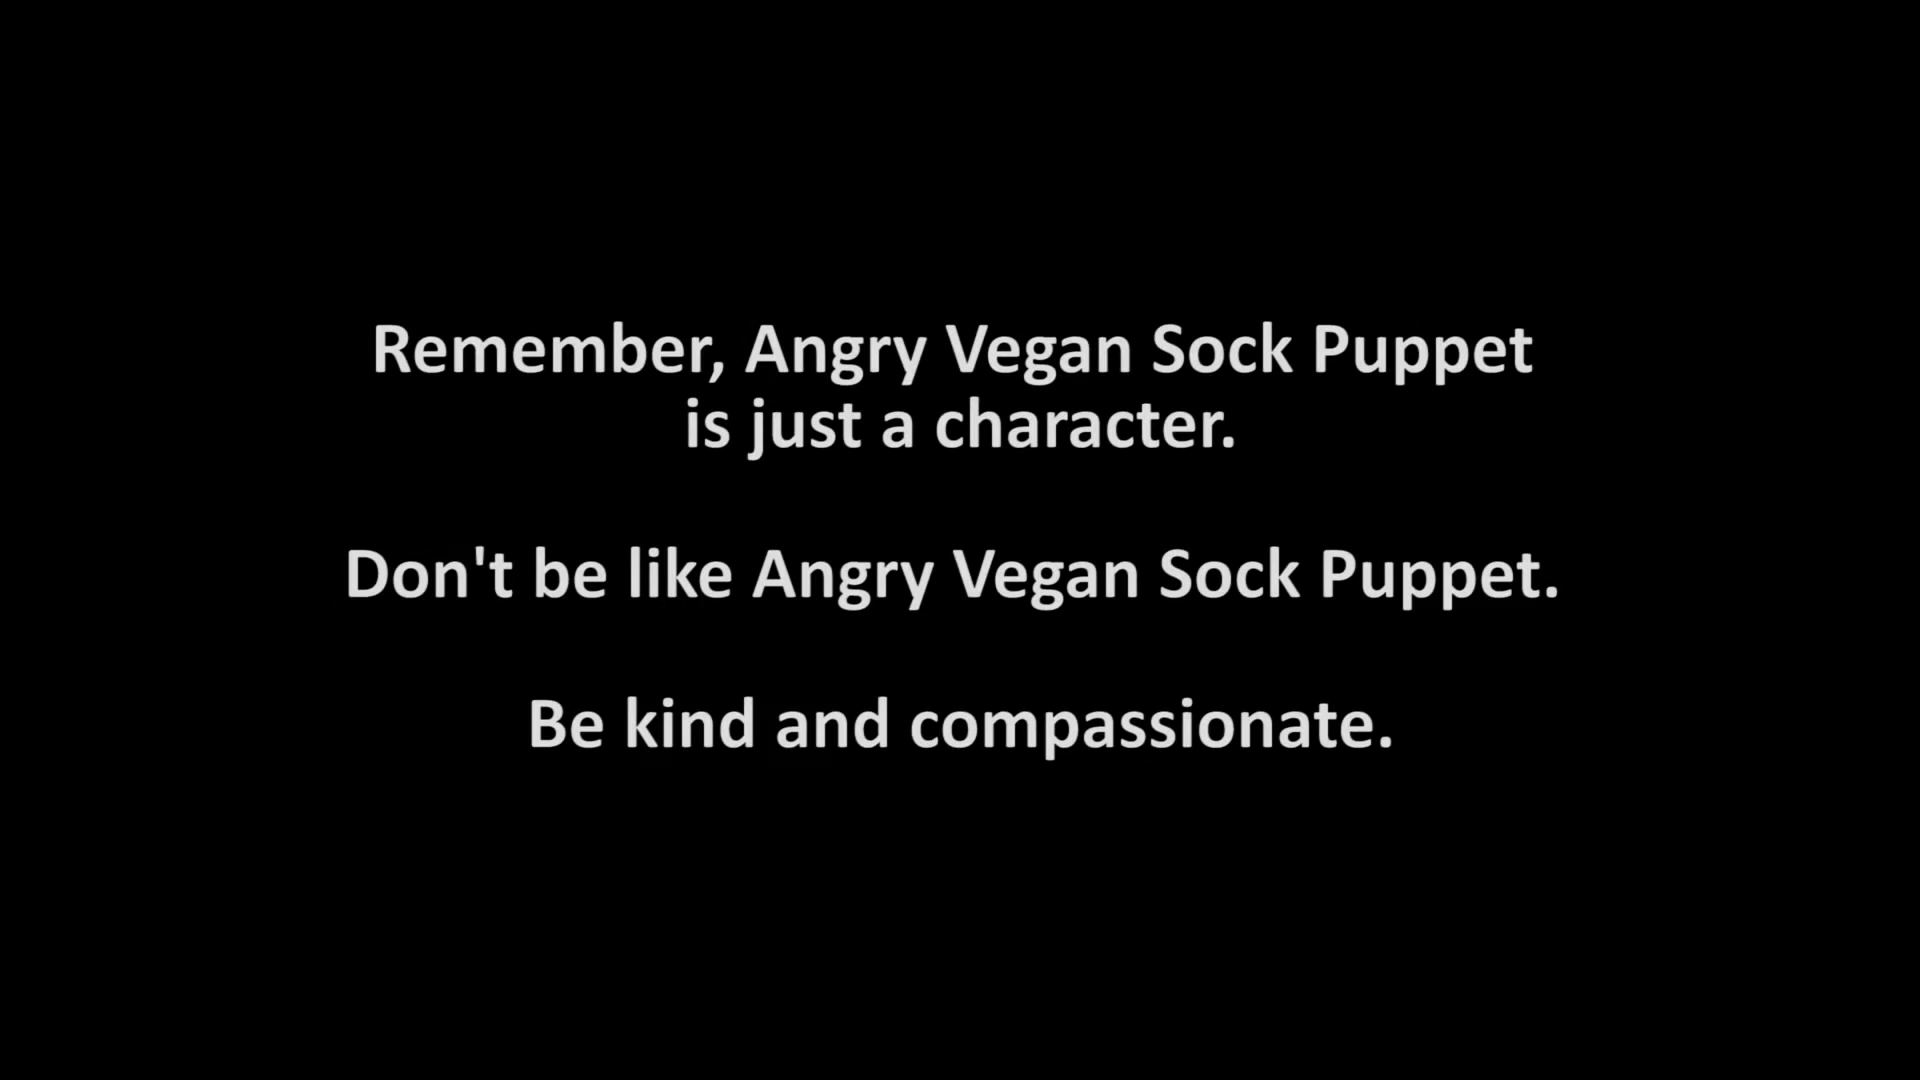 Remember, Angry Vegan Sock Puppet
is just a character.
Don't be like Angry Vegan Sock Puppet.
Be kind and compassionate.